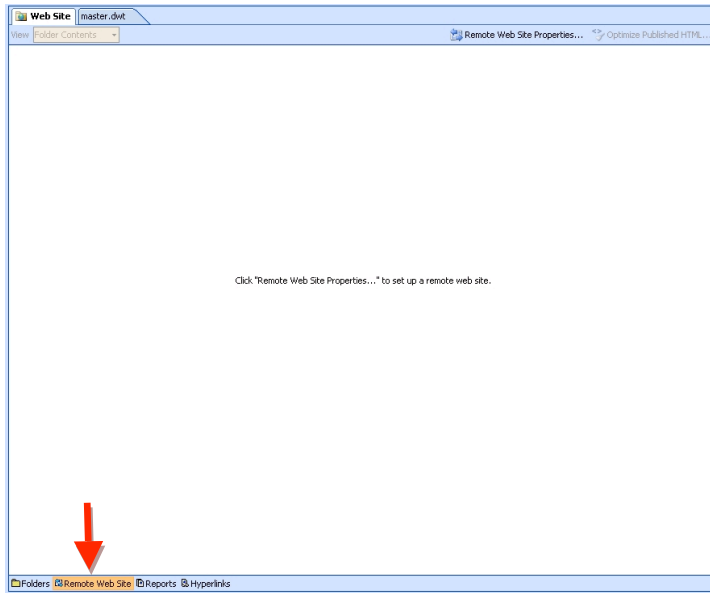 Web Site master.dwt
View Folder Contents Remote Web Site Properties... Optimize Published HTML...
Click "Remote Web Site Properties..." to set up a remote web site.
Folders Remote Web Site Reports Hyperlinks